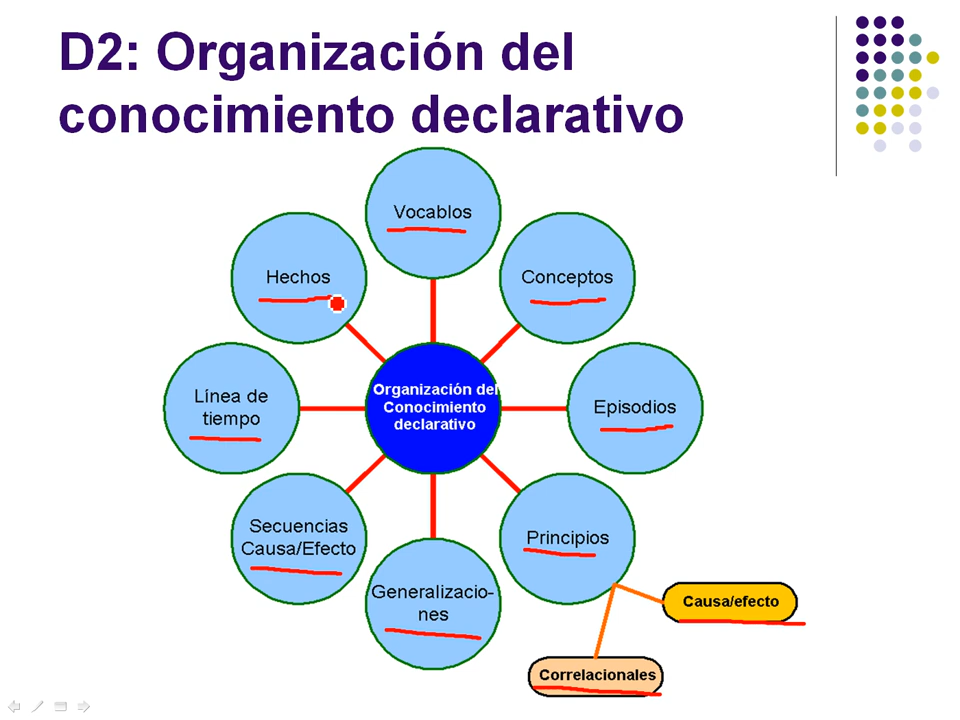 D2: Organización del
conocimiento declarativo
Vocablos
Hechos
Conceptos
Organización del
Conocimiento
declarativo
Línea de
tiempo
Episodios
Secuencias
Causa/Efecto
Principios
Generalizacio-
nes
Causa/efecto
Correlacionales